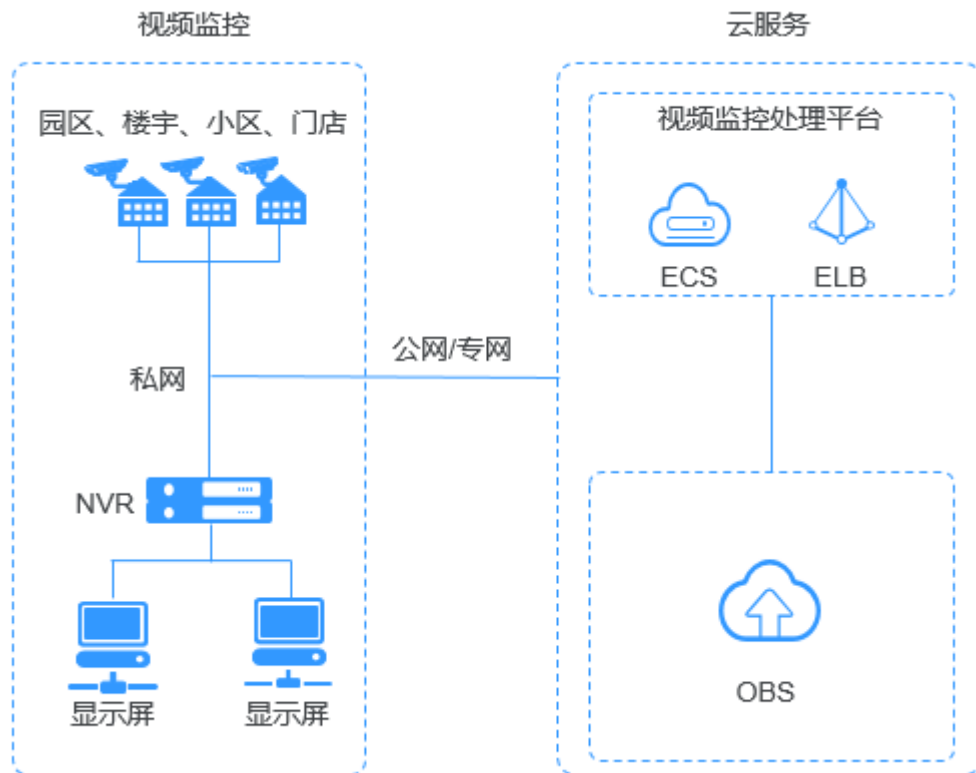 视频监控
云服务
园区、楼宇、小区、门店
视频监控处理平台
ECS
ELB
公网/专网
私网
NVR
OBS
显示屏
显示屏